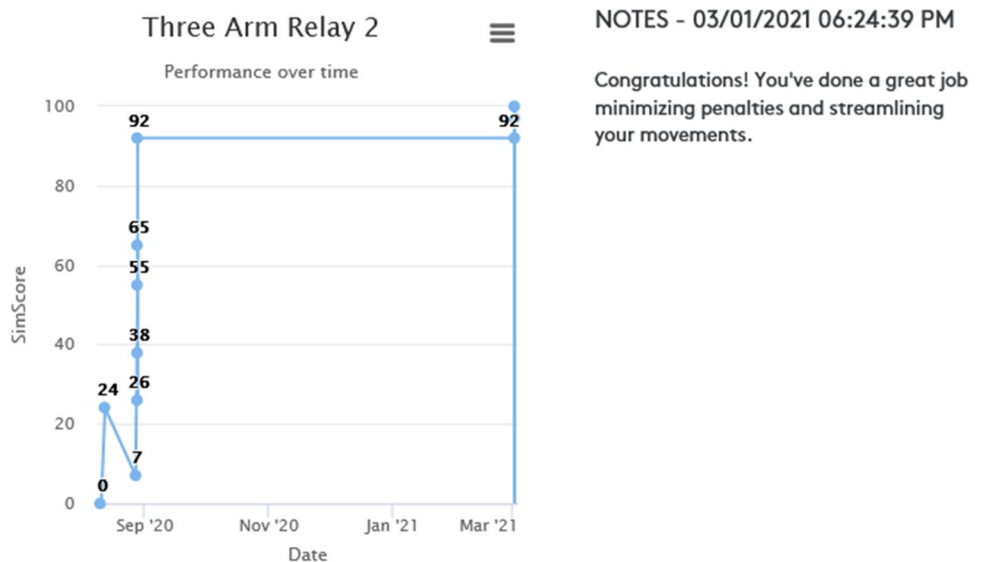 Three Arm Relay 2
Performance over time
SimScore
100
80
60
40
20
0
92
92
65
55
38
26
24
7
0
Sep '20
Nov '20
Jan '21
Mar '21
Date
NOTES - 03/01/2021 06:24:39 PM
Congratulations! You've done a great job
minimizing penalties and streamlining
your movements.